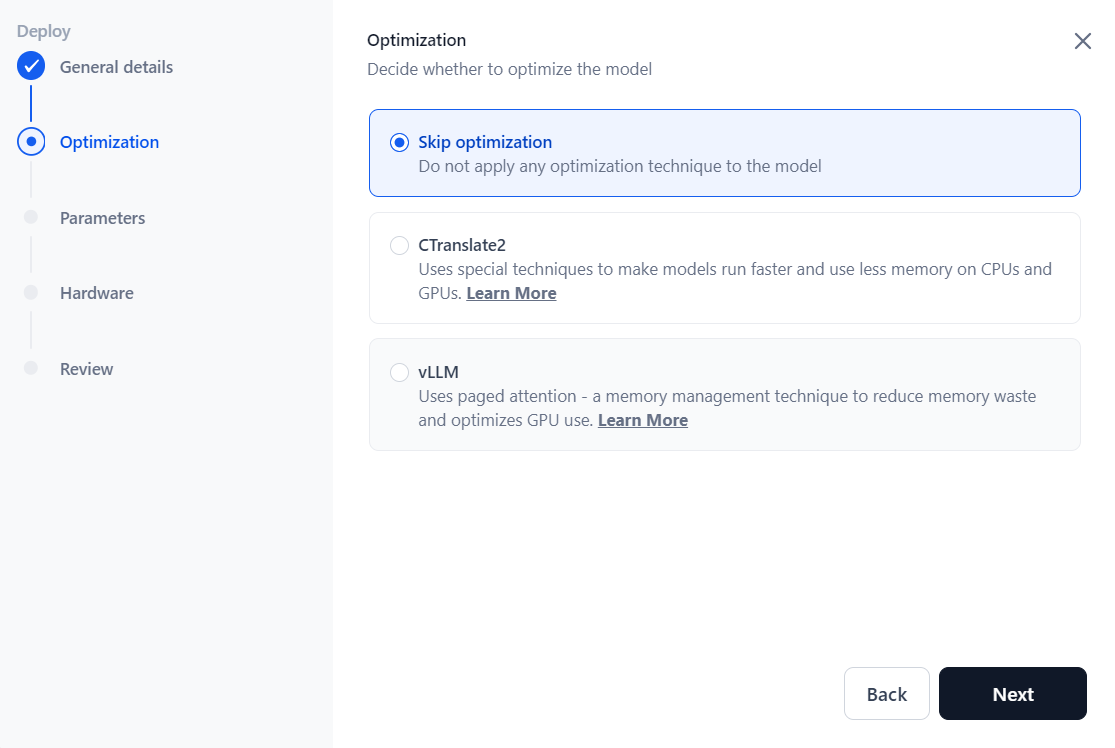 Deploy
General details
Optimization
Parameters
Hardware
Review
Optimization
Decide whether to optimize the model
Skip optimization
Do not apply any optimization technique to the model
CTranslate2
Uses special techniques to make models run faster and use less memory on CPUs and
GPUs. Learn More
vLLM
Uses paged attention - a memory management technique to reduce memory waste
and optimizes GPU use. Learn More
Back
Next